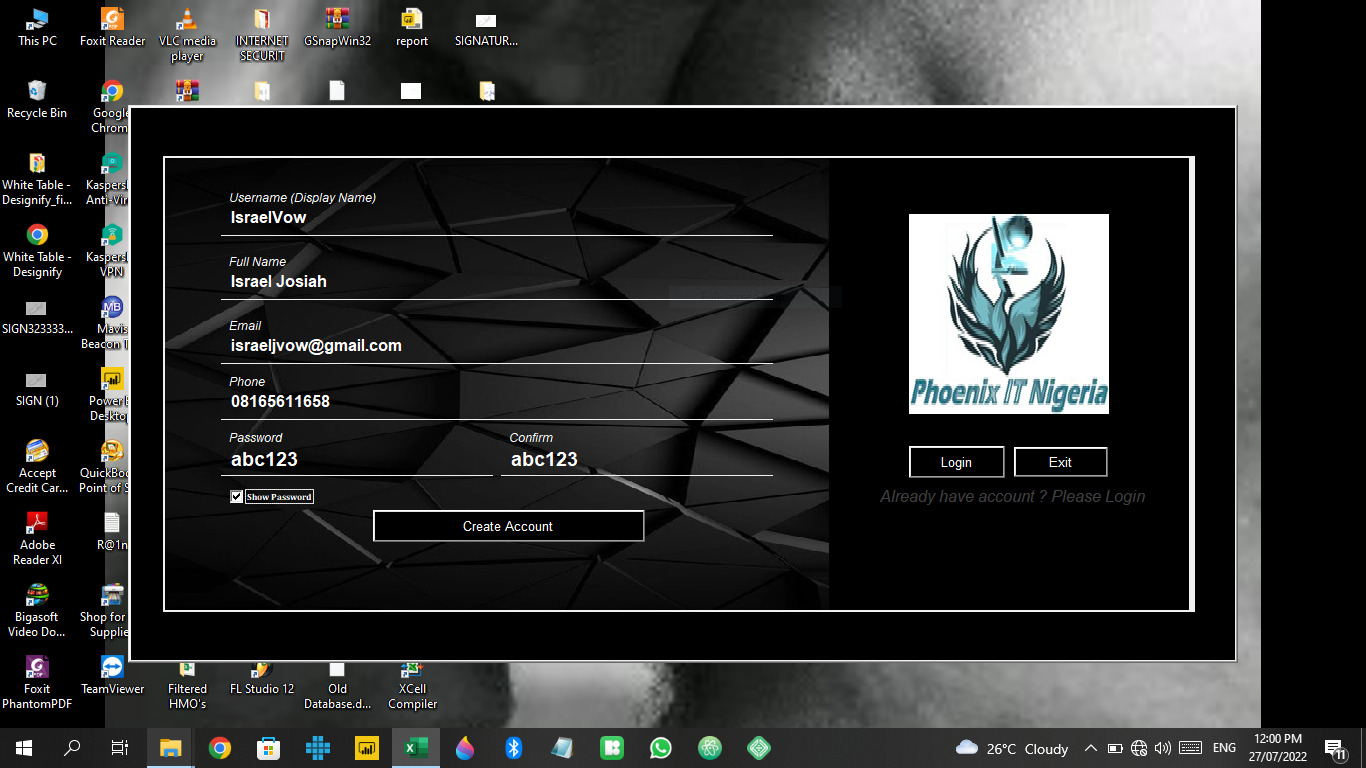 This PC
Foxit Reader
VLC media
player
INTERNET
SECURIT
GSnapWin32
report
SIGNATUR...
Recycle Bin
Google
Chrom
White Table -
Designify_fi...
Kaspers
Anti-Vir
White Table -
Designify
Kaspers
VPN
SIGN323333...
MB
Mavis
Beacon T
SIGN (1)
Power B
Deskto
Accept
Credit Car...
QuickBoo
Point of S
Adobe
Reader XI
R@1n
Bigasoft
Video Do...
Shop for
Supplie
Foxit
PhantomPDF
TeamViewer
Filtered
HMO's
FL Studio 12
Old
Database.d...
XCell
Compiler
Username (Display Name)
IsraelVow
Full Name
Israel Josiah
Email
israeljvow@gmail.com
Phone
08165611658
Password
Confirm
abc123
abc123
Show Password
Create Account
Phoenix IT Nigeria
Login
Exit
Already have account ? Please Login
26°C Cloudy
ENG
12:00 PM
27/07/2022
11